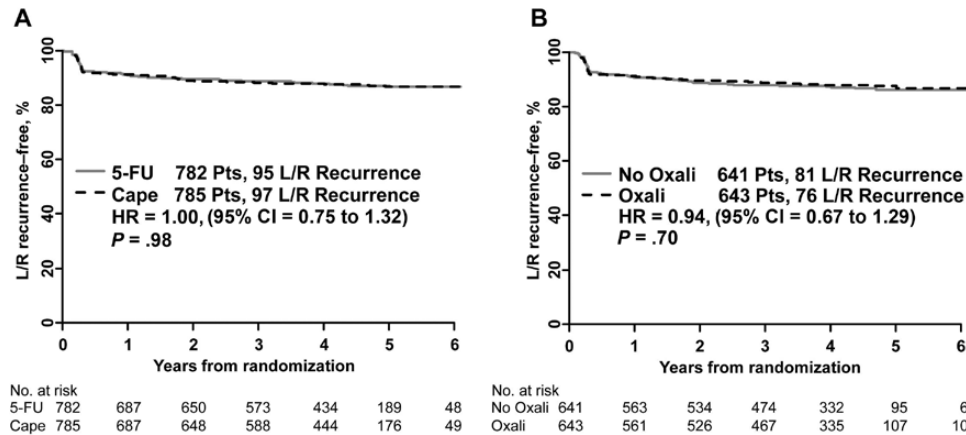 A
L/R recurrence–free, %
100
80
60
40
20
0
5-FU 782 Pts, 95 L/R Recurrence
Cape 785 Pts, 97 L/R Recurrence
HR = 1.00, (95% CI = 0.75 to 1.32)
P = .98
0 1 2 3 4 5 6
Years from randomization
No. at risk
5-FU 782 687 650 573 434 189 48
Cape 785 687 648 588 444 176 49
B
L/R recurrence–free, %
100
80
60
40
20
0
No Oxali 641 Pts, 81 L/R Recurrence
Oxali 643 Pts, 76 L/R Recurrence
HR = 0.94, (95% CI = 0.67 to 1.29)
P = .70
0 1 2 3 4 5 6
Years from randomization
No. at risk
No Oxali 641 563 534 474 332 95 6
Oxali 643 561 526 467 335 107 10